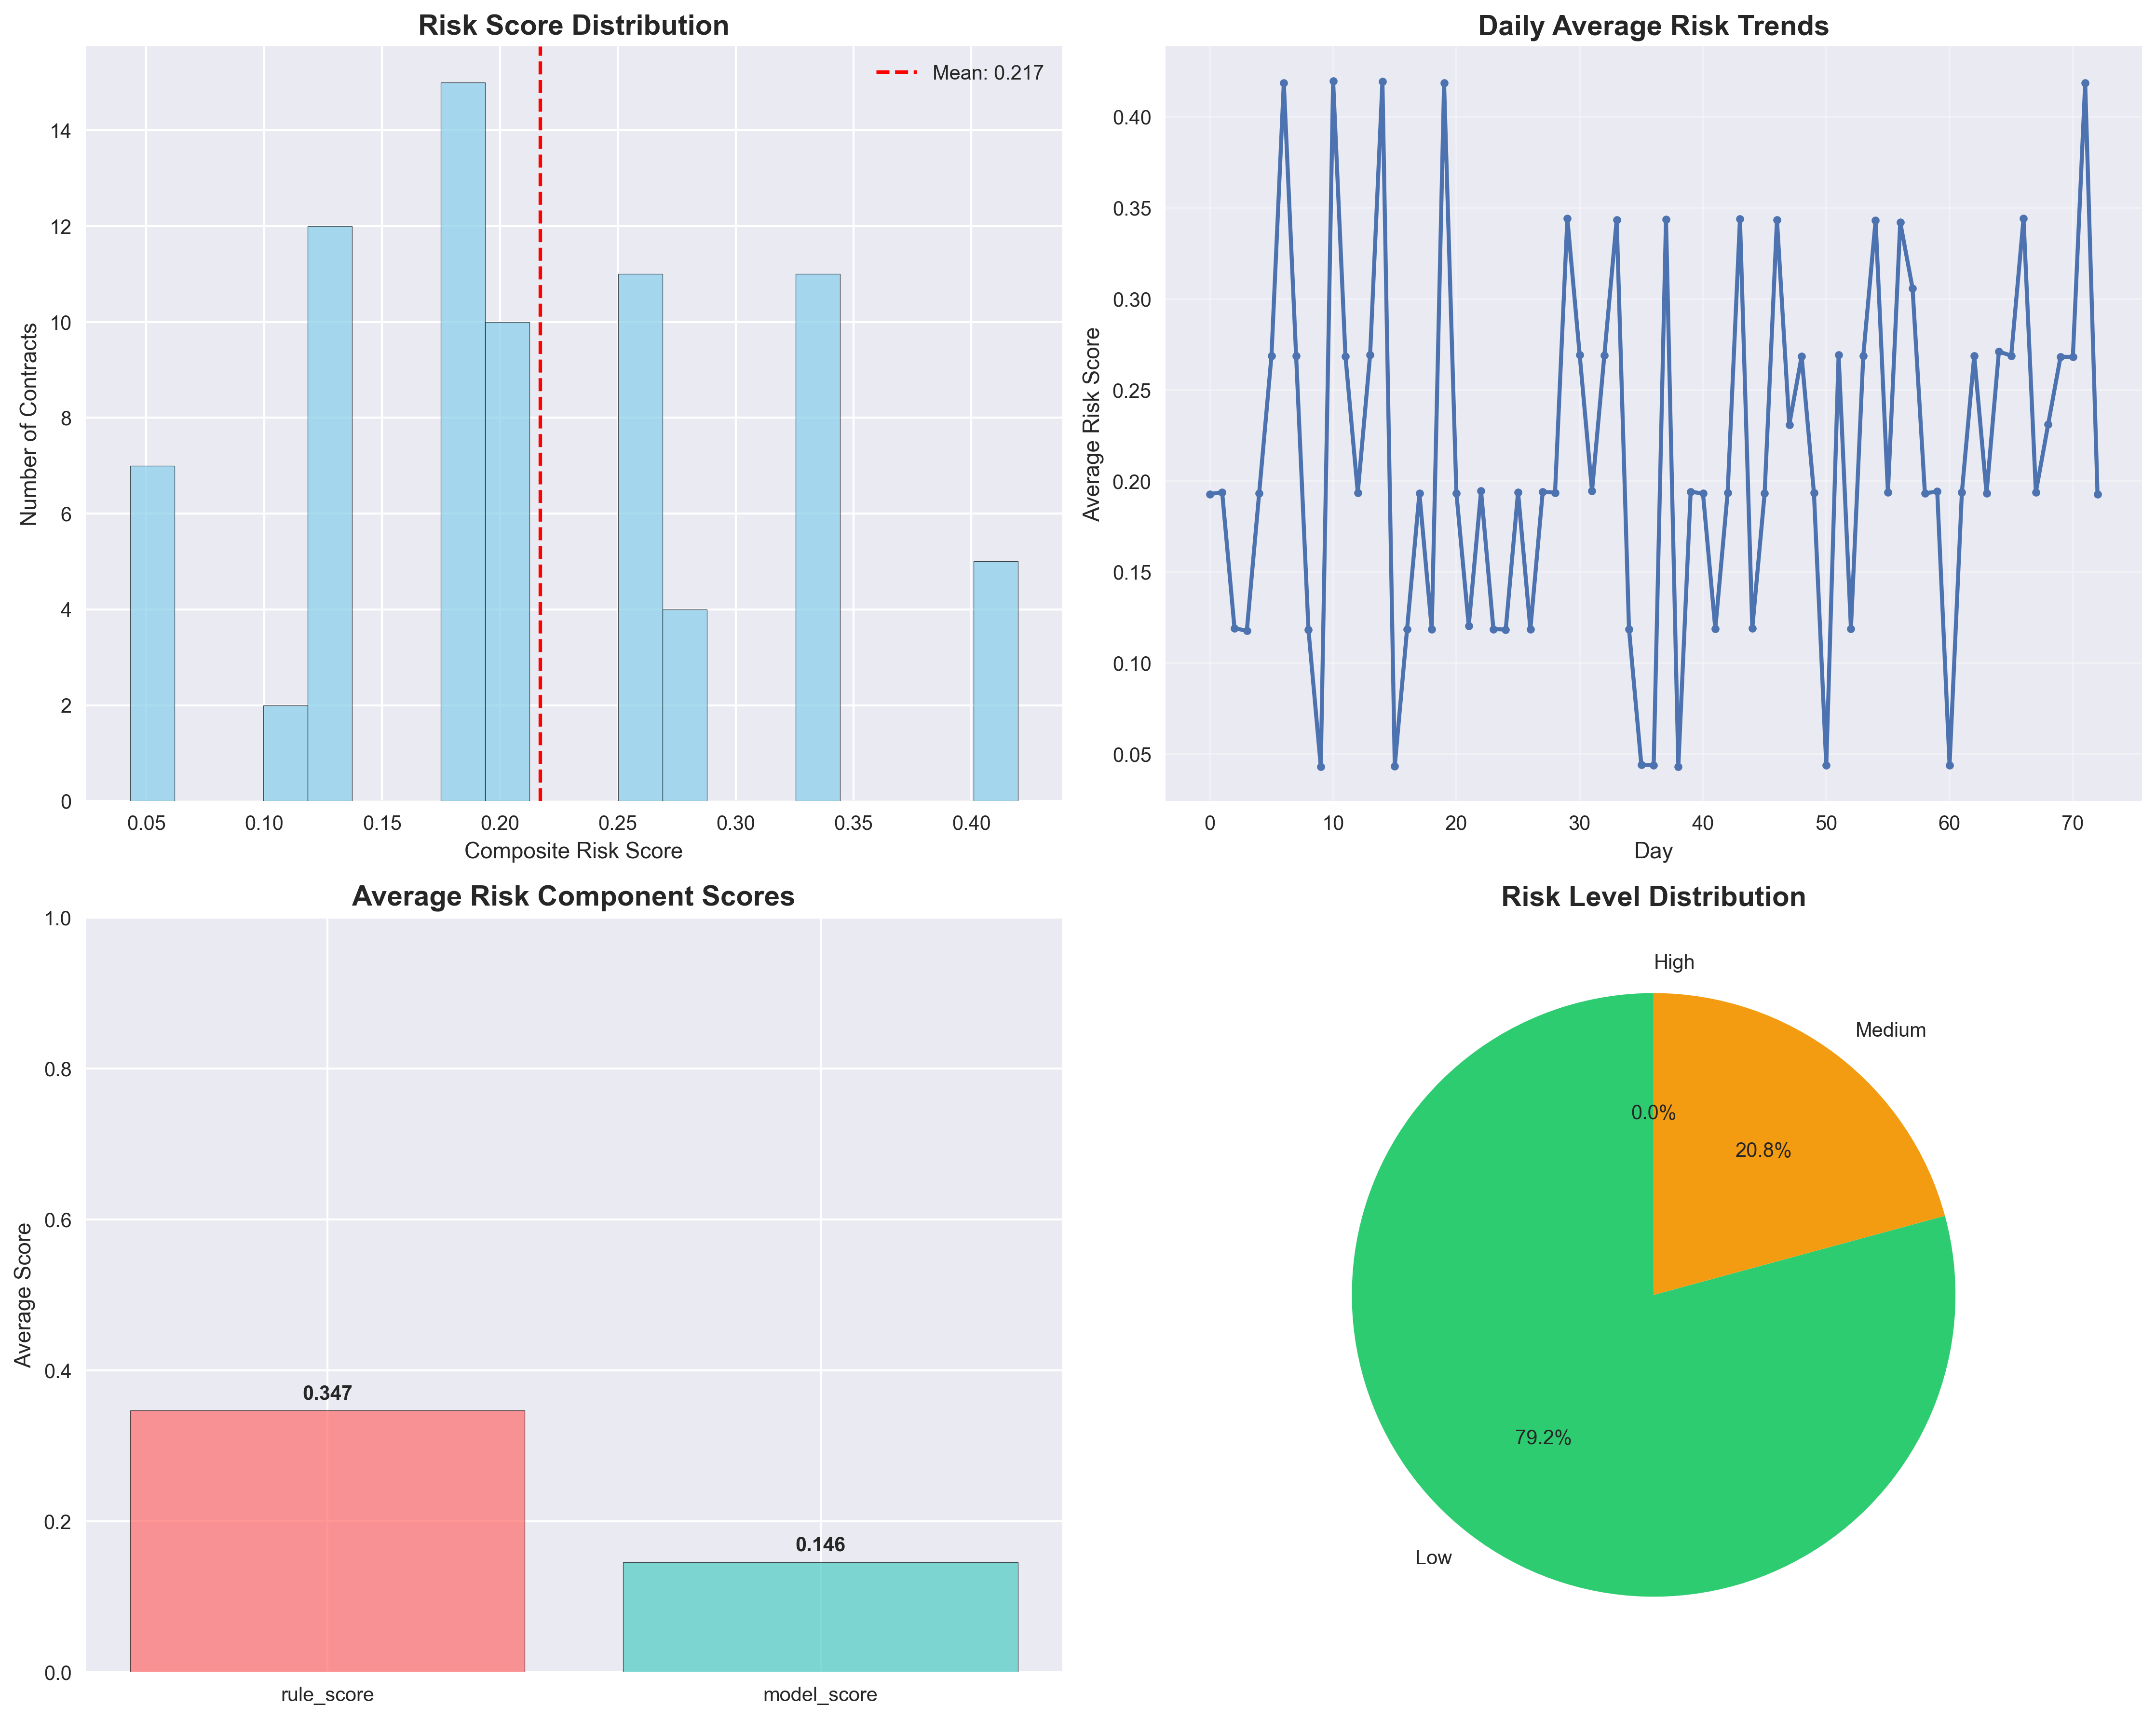 Risk Score Distribution
Mean: 0.217
Number of Contracts
14
12
10
8
6
4
2
0
0.05 0.10 0.15 0.20 0.25 0.30 0.35 0.40
Composite Risk Score
Daily Average Risk Trends
Average Risk Score
0.40
0.35
0.30
0.25
0.20
0.15
0.10
0.05
0 10 20 30 40 50 60 70
Day
Average Risk Component Scores
Average Score
1.0
0.8
0.6
0.4
0.2
0.0
0.347
0.146
rule_score model_score
Risk Level Distribution
High
Medium
0.0%
20.8%
79.2%
Low